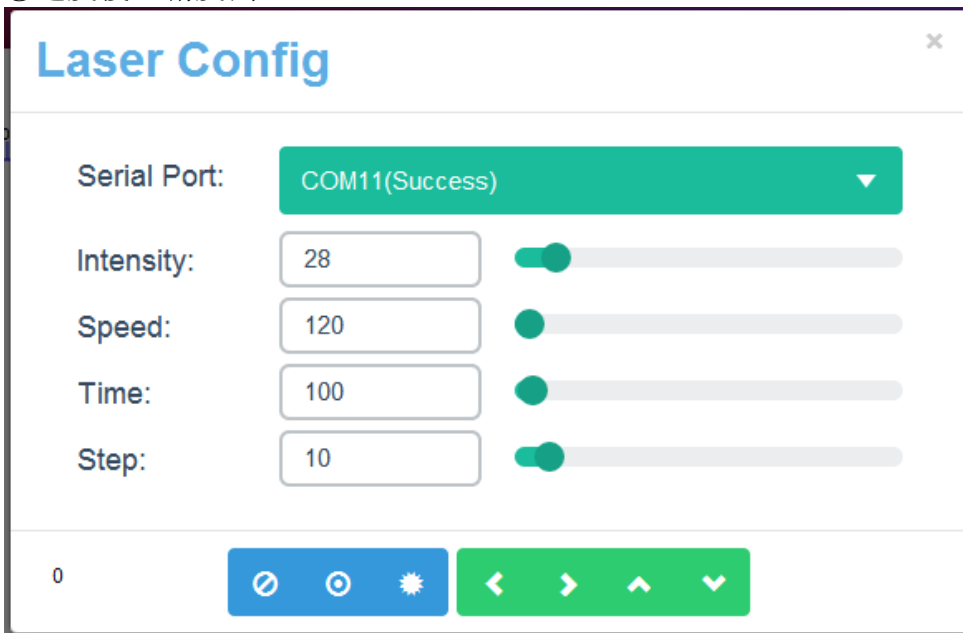 Laser Config
×
Serial Port: COM11(Success)
Intensity: 28
Speed: 120
Time: 100
Step: 10
0